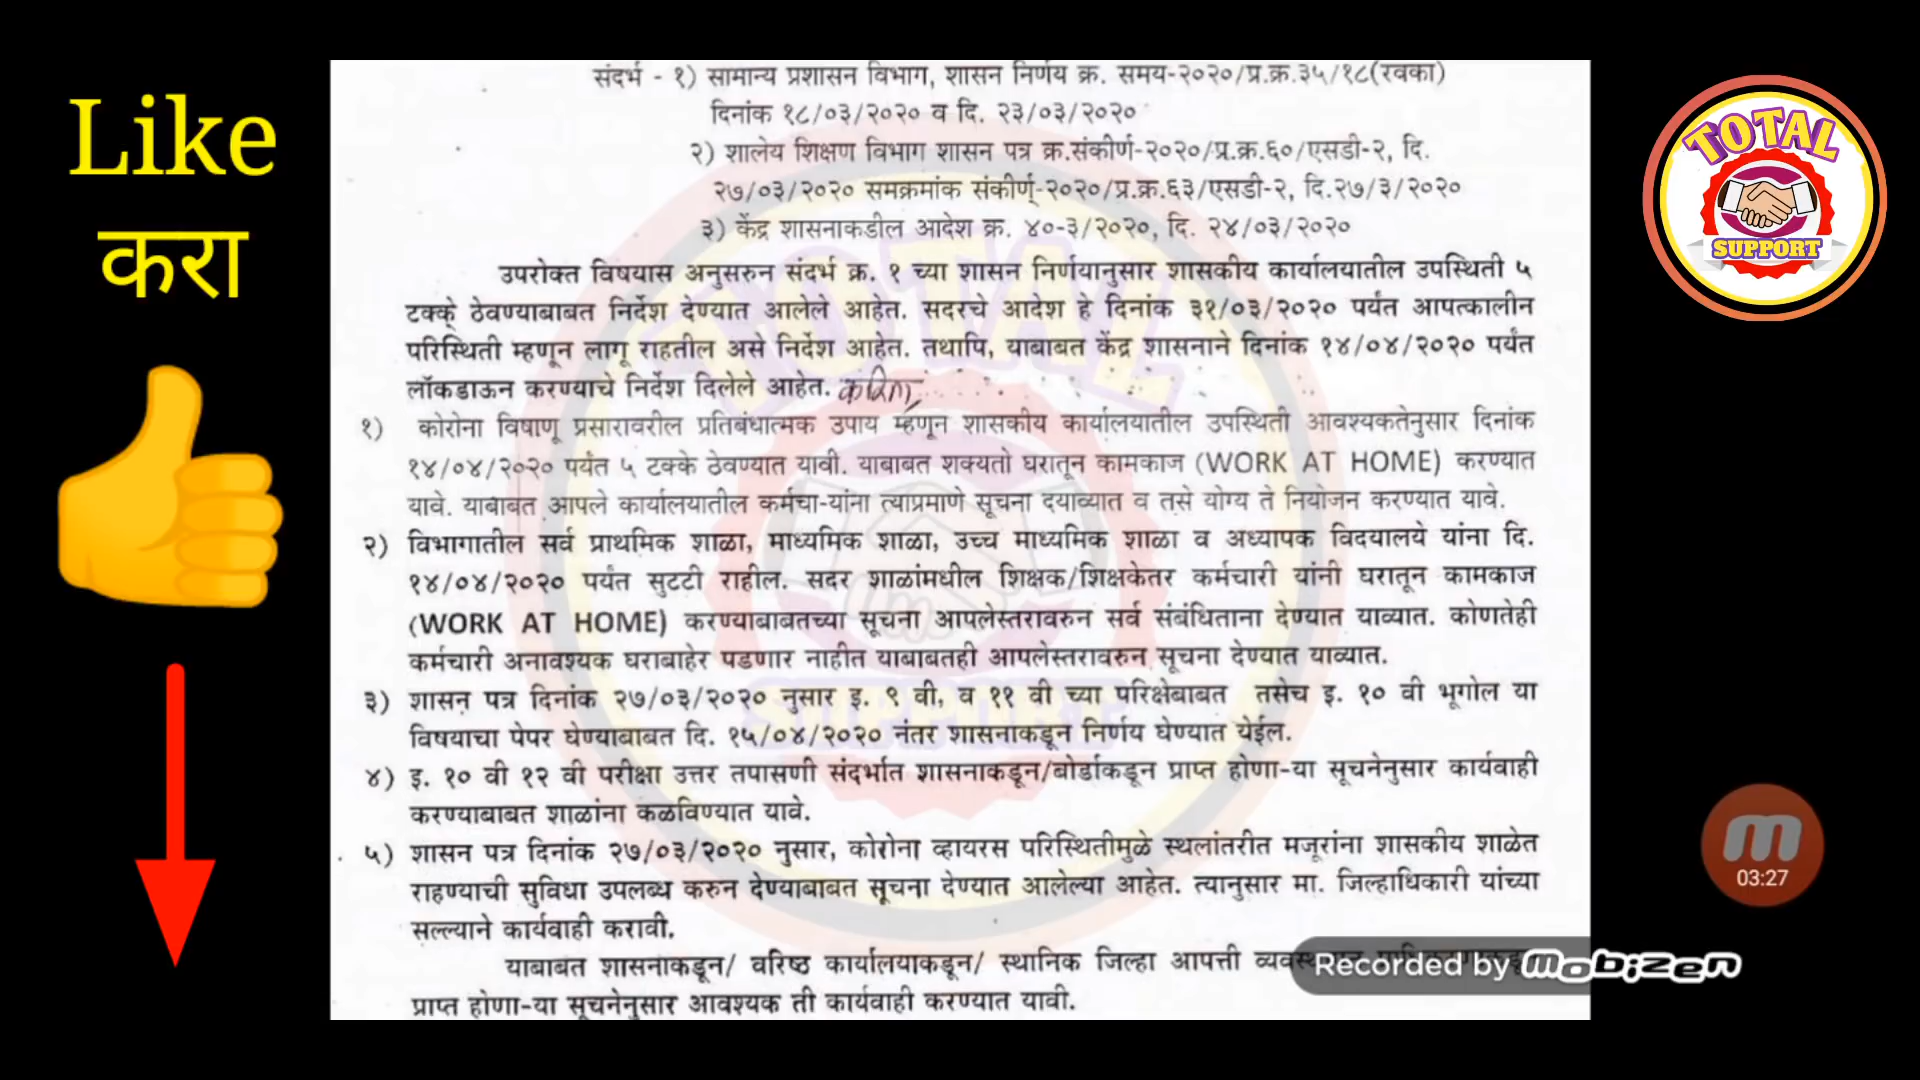 Like
करा
संदर्भ - १) सामान्य प्रशासन विभाग, शासन निर्णय क्र. समय-२०२०/प्र.क्र.३५/१८(रवका)
दिनांक १८/०३/२०२० व दि. २३/०३/२०२०
२) शालेय शिक्षण विभाग शासन पत्र क्र.संकीर्ण-२०२०/प्र.क्र.६०/एसडी-२, दि.
२७/०३/२०२० समक्रमांक संकीर्ण्-२०२०/प्र.क्र.६३/एसडी-२, दि.२७/३/२०२०
३) केंद्र शासनाकडील आदेश क्र. ४०-३/२०२०, दि. २४/०३/२०२०
उपरोक्त विषयास अनुसरुन संदर्भ क्र. १ च्या शासन निर्णयानुसार शासकीय कार्यालयातील उपस्थिती ५
टक्के् ठेवण्याबाबत निर्देश देण्यात आलेले आहेत. सदरचे आदेश हे दिनांक ३१/०३/२०२० पर्यंत आपत्कालीन
परिस्थिती म्हणून लागू राहतील असे निर्देश आहेत. तथापि, याबाबत केंद्र शासनाने दिनांक १४/०४/२०२० पर्यंत
लॉकडाऊन करण्याचे निर्देश दिलेले आहेत.
१) कोरोना विषाणू प्रसारावरील प्रतिबंधात्मक उपाय म्हणून शासकीय कार्यालयातील उपस्थिती आवश्यकतेनुसार दिनांक
१४/०४/२०२० पर्यंत ५ टक्के ठेवण्यात यावी. याबाबत शक्यतो घरातून कामकाज (WORK AT HOME) करण्यात
यावे. याबाबत आपले कार्यालयातील कर्मचा-यांना त्याप्रमाणे सूचना दयाव्यात व तसे योग्य ते नियोजन करण्यात यावे.
२) विभागातील सर्व प्राथमिक शाळा, माध्यमिक शाळा, उच्च माध्यमिक शाळा व अध्यापक विदयालये यांना दि.
१४/०४/२०२० पर्यंत सुटटी राहील. सदर शाळांमधील शिक्षक/शिक्षकेतर कर्मचारी यांनी घरातून कामकाज
(WORK AT HOME) करण्याबाबतच्या सूचना आपलेस्तरावरुन सर्व संबंधिताना देण्यात याव्यात. कोणतेही
कर्मचारी अनावश्यक घराबाहेर पडणार नाहीत याबाबतही आपलेस्तरावरुन सूचना देण्यात याव्यात.
३) शासन पत्र दिनांक २७/०३/२०२० नुसार इ. ९ वी, व ११ वी च्या परिक्षेबाबत तसेच इ. १० वी भूगोल या
विषयाचा पेपर घेण्याबाबत दि. १५/०४/२०२० नंतर शासनाकडून निर्णय घेण्यात येईल.
४) इ. १० वी १२ वी परीक्षा उत्तर तपासणी संदर्भात शासनाकडून/बोर्डाकडून प्राप्त होणा-या सूचनेनुसार कार्यवाही
करण्याबाबत शाळांना कळविण्यात यावे.
५) शासन पत्र दिनांक २७/०३/२०२० नुसार, कोरोना व्हायरस परिस्थितीमुळे स्थलांतरीत मजूरांना शासकीय शाळेत
राहण्याची सुविधा उपलब्ध करुन देण्याबाबत सूचना देण्यात आलेल्या आहेत. त्यानुसार मा. जिल्हाधिकारी यांच्या
सल्ल्याने कार्यवाही करावी.
याबाबत शासनाकडून/ वरिष्ठ कार्यालयाकडून/ स्थानिक जिल्हा आपत्ती
प्राप्त होणा-या सूचनेनुसार आवश्यक ती कार्यवाही करण्यात यावी.
TOTAL
SUPPORT
TOTAL
SUPPORT
03:27
Recorded by mobizen